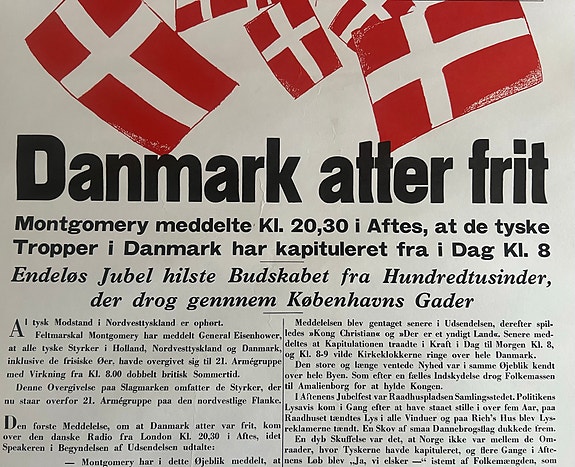 Danmark atter frit
Montgomery meddelte Kl. 20,30 i Aftes, at de tyske
Tropper i Danmark har kapituleret fra i Dag Kl. 8
Endeløs Jubel hilste Budskabet fra Hundredtusinder,
der drog gennnem Københavns Gader
Al tysk Modstand i Nordvesttyskland er ophørt.
Feltmarskal Montgomery har meddelt General Eisenhower,
at alle tyske Styrker i Holland, Nordvesttyskland og Danmark,
inklusive de frisiske Øer, havde overgivet sig til 21. Armégruppe
med Virkning fra Kl. 8.00 dobbelt britisk Sommertid.
Denne Overgivelse paa Slagmarken omfatter de Styrker, der
nu staar overfor 21. Armégruppe paa den nordvestlige Flanke.
Den første Meddelelse, om at Danmark atter var frit, kom
over den danske Radio fra London Kl. 20,30 i Aftes, idet
Speakeren i Begyndelsen af Udsendelsen udtalte:
— Montgomery har i dette Øjeblik meddelt, at
Meddelelsen blev gentaget senere i Udsendelsen, derefter spil-
ledes »Kong Christian« og »Der er et yndigt Land«. Senere med-
deltes at Kapitulationen traadte i Kraft i Dag til Morgen Kl. 8,
og Kl. 8-9 vilde Kirkeklokkerne ringe over hele Danmark.
Den store og længe ventede Nyhed var i samme Øjeblik kendt
over hele Byen. Som efter en fælles Indskydelse drog Folkemassen
til Amalienborg for at hylde Kongen.
I Aftenens Jubelfest var Raadhuspladsen Samlingsstedet. Politikens
Lysavis kom i Gang efter at have staaet stille i over fem Aar, paa
Raadhuset tændtes Lys i alle Vinduer og paa Rich's Hus blev Lys-
reklamerne tændt. En Skov af smaa Dannebrogsflag dukkede frem.
En dyb Skuffelse var det, at Norge ikke var mellem de Om-
raader, hvor Tyskerne havde kapituleret, og flere Gange i Aft-
nens Løb blev „Ja, vi elsker —« istemt af Folkemængden, som